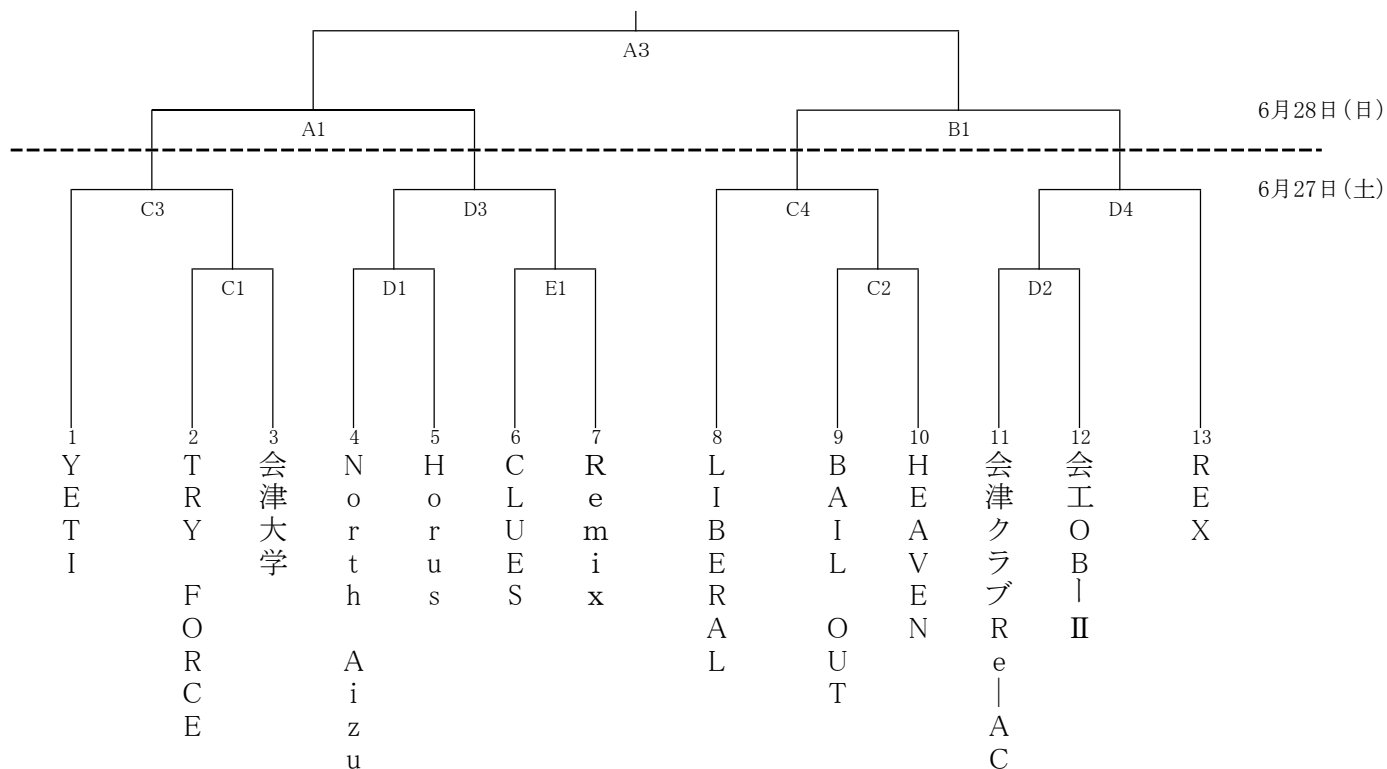 A3
6月28日(日)
A1
B1
6月27日(土)
C3
D3
C4
D4
C1
D1
E1
C2
D2
1
2
3
4
5
6
7
8
9
10
11
12
13
YETI
TRY FORCE
会津大学
North Aizu
Horus
CLUES
Remix
LIBERAL
BAIL OUT
HEAVEN
会津クラブRe―AC
会工OB―Ⅱ
REX